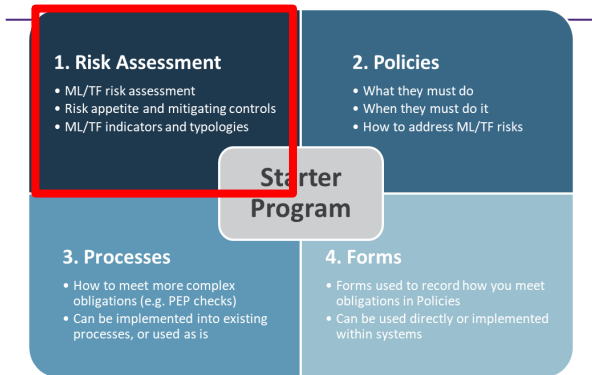 1. Risk Assessment
• ML/TF risk assessment
• Risk appetite and mitigating controls
• ML/TF indicators and typologies
2. Policies
• What they must do
• When they must do it
• How to address ML/TF risks
Starter
Program
3. Processes
• How to meet more complex
obligations (e.g. PEP checks)
• Can be implemented into existing
processes, or used as is
4. Forms
• Forms used to record how you meet
obligations in Policies
• Can be used directly or implemented
within systems